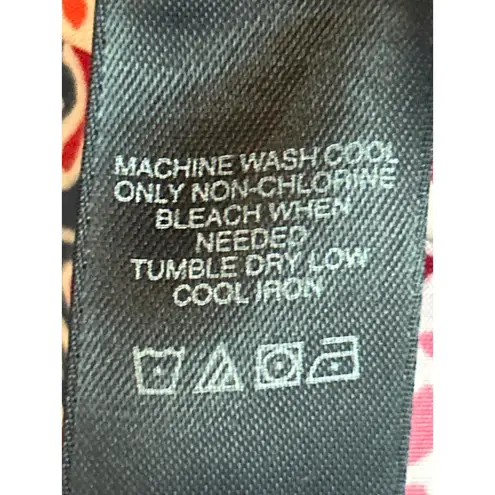 MACHINE WASH COOL
ONLY NON-CHLORINE
BLEACH WHEN
NEEDED
TUMBLE DRY LOW
COOL IRON